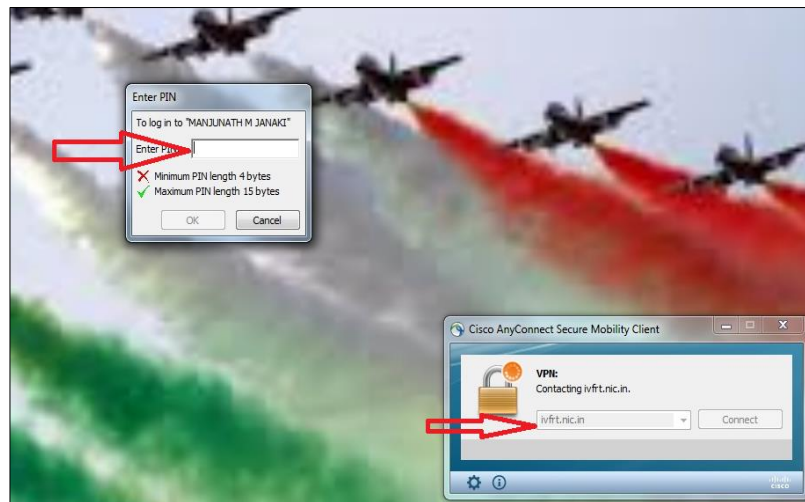 Enter PIN
To log in to "MANJUNATH M JANAKI"
Enter PIN
Minimum PIN length 4 bytes
Maximum PIN length 15 bytes
OK
Cancel
Cisco AnyConnect Secure Mobility Client
VPN:
Contacting ivfrt.nic.in.
ivfrt.nic.in
Connect
CISCO